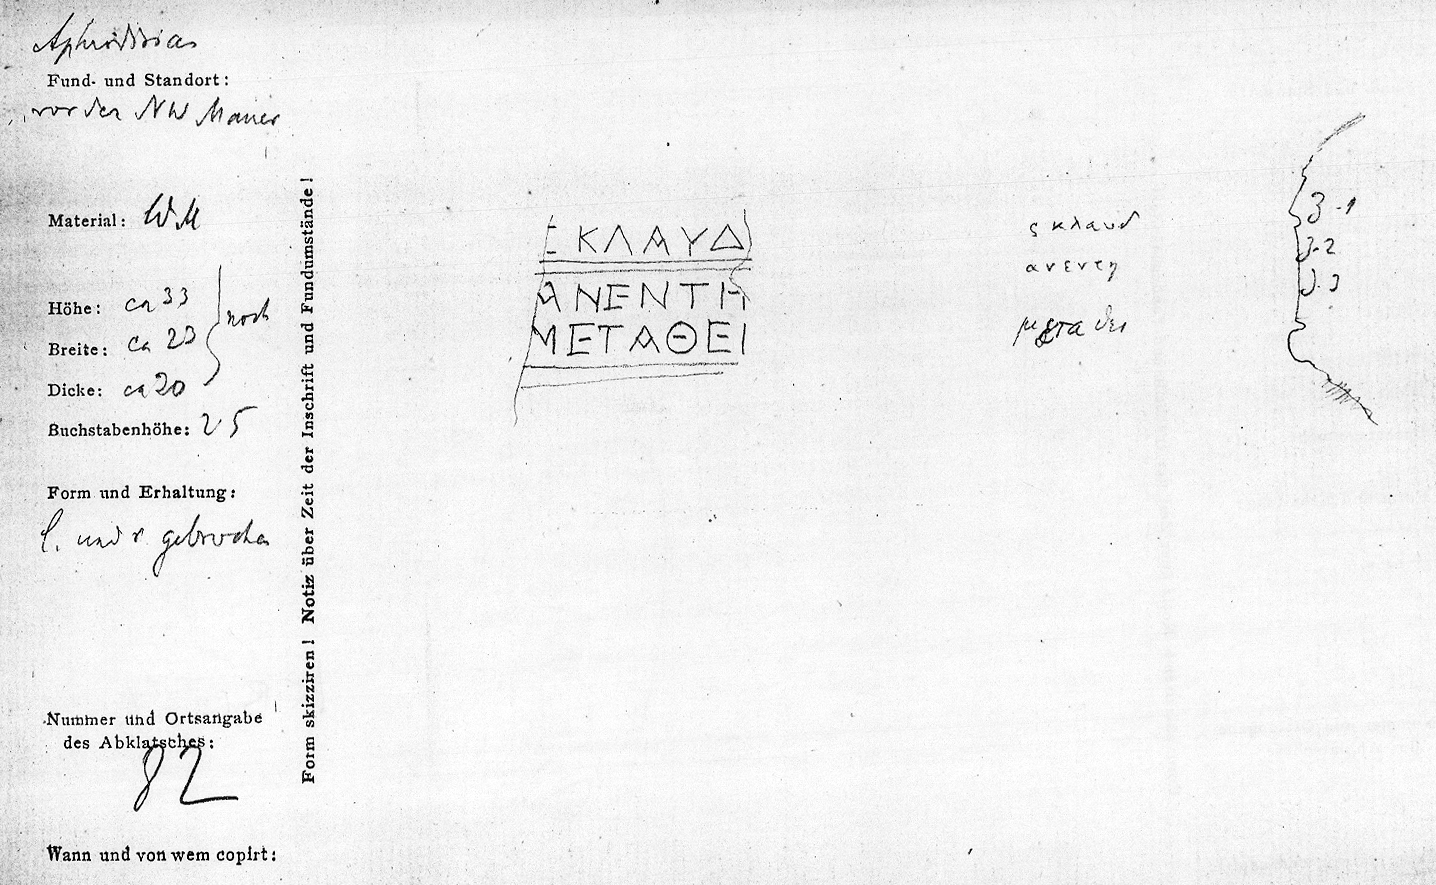 Aphrodisias
Fund- und Standort:
vor der NW Mauer
Material: W M
Höhe: ca 33
Breite: ca 23
noch
Dicke: ca 20
Buchstabenhöhe: 25
Form und Erhaltung:
l. und r gebrochen
Nummer und Ortsangabe
des Abklatsches:
82
Wann und von wem copirt:
Form skizziren! Notiz über Zeit der Inschrift und Fundumstände!
ΕΚΛΑΥΔ
ΑΝΕΝΤΗ
ΜΕΤΑΘΕΙ
ς κλαυδ
ανεντη
μεταθει
3-1
3-2
3-3